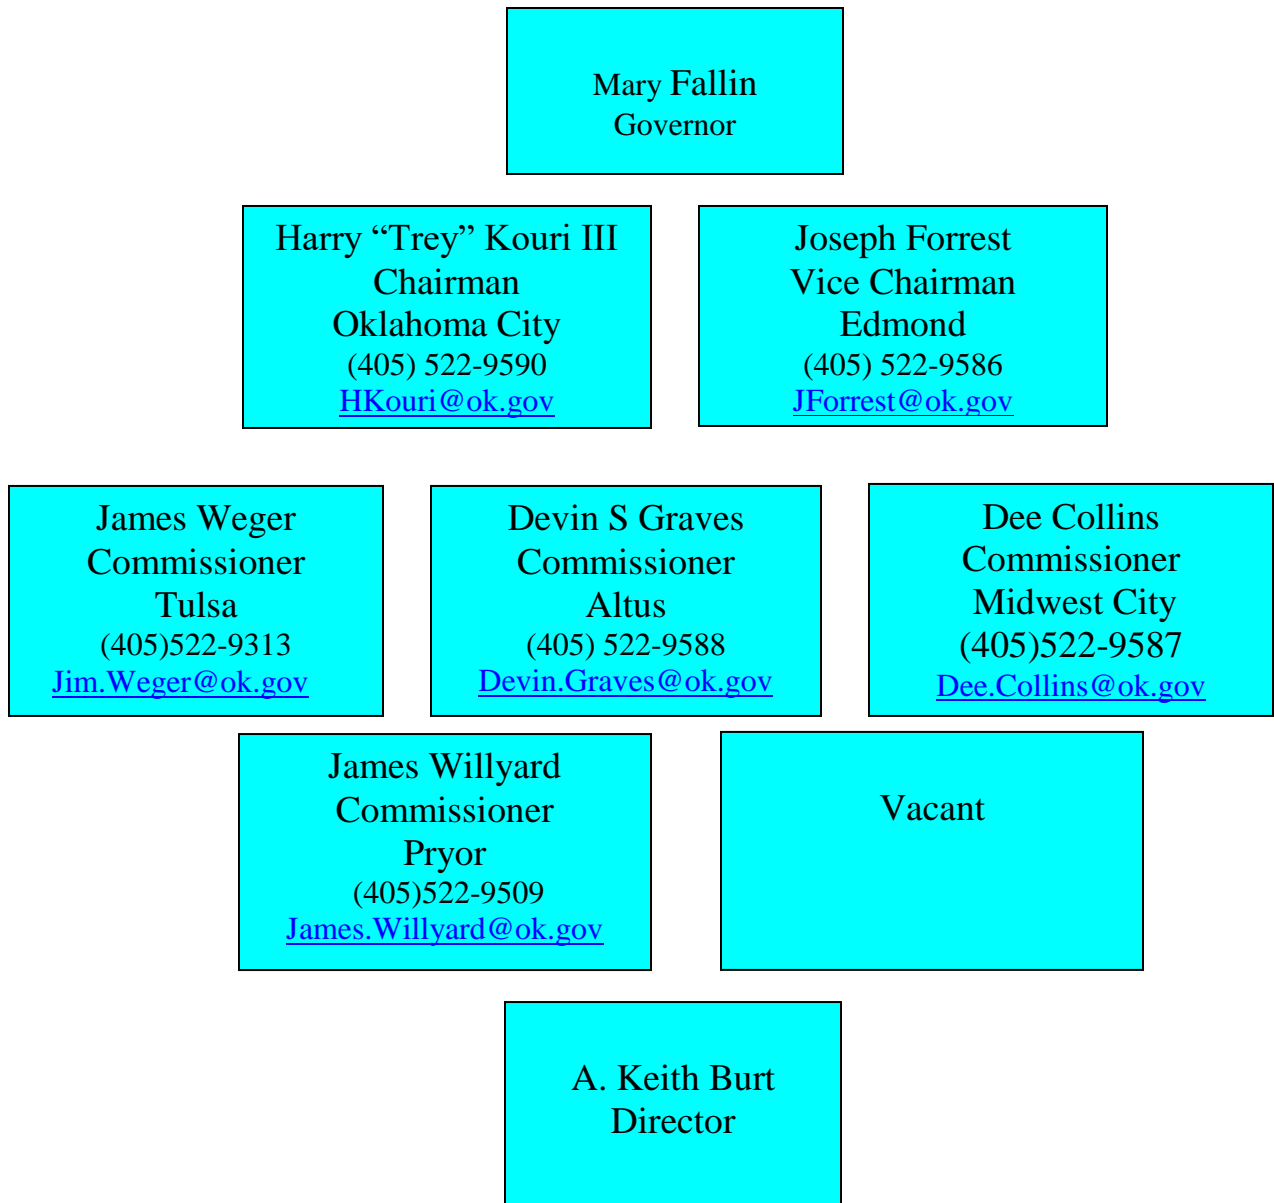 Mary Fallin
Governor
Harry “Trey” Kouri III
Chairman
Oklahoma City
(405) 522-9590
HKouri@ok.gov
Joseph Forrest
Vice Chairman
Edmond
(405) 522-9586
JForrest@ok.gov
James Weger
Commissioner
Tulsa
(405)522-9313
Jim.Weger@ok.gov
Devin S Graves
Commissioner
Altus
(405) 522-9588
Devin.Graves@ok.gov
Dee Collins
Commissioner
Midwest City
(405)522-9587
Dee.Collins@ok.gov
James Willyard
Commissioner
Pryor
(405)522-9509
James.Willyard@ok.gov
Vacant
A. Keith Burt
Director